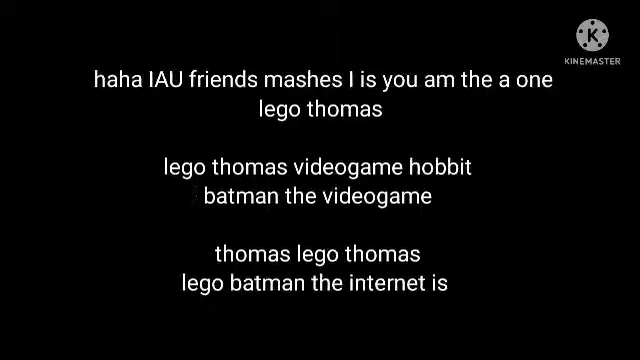 KINEMASTER
haha IAU friends mashes I is you am the a one
lego thomas
lego thomas videogame hobbit
batman the videogame
thomas lego thomas
lego batman the internet is